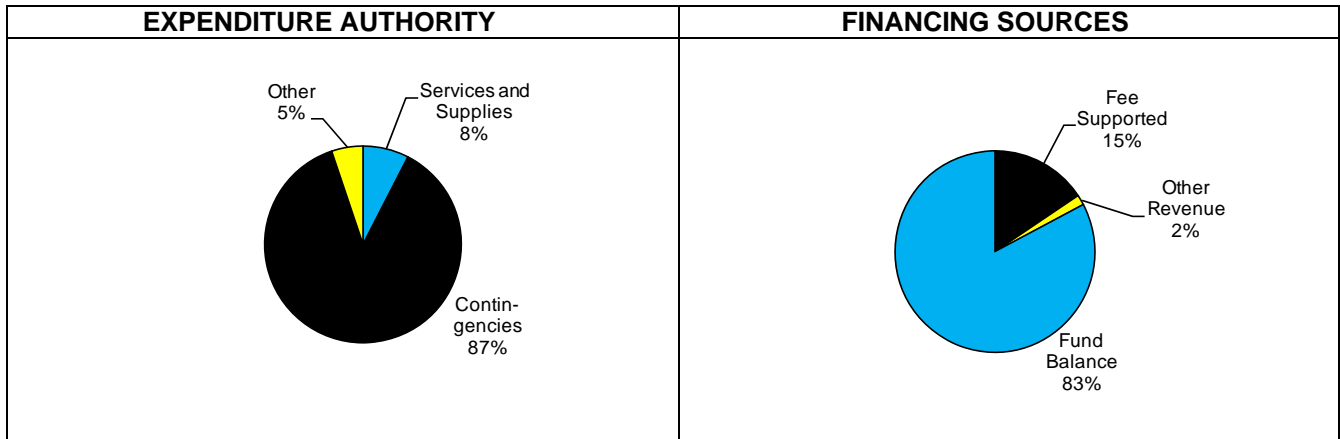 EXPENDITURE AUTHORITY
Other
5%
Services and
Supplies
8%
Contin-
gencies
87%
FINANCING SOURCES
Fee
Supported
15%
Other
Revenue
2%
Fund
Balance
83%